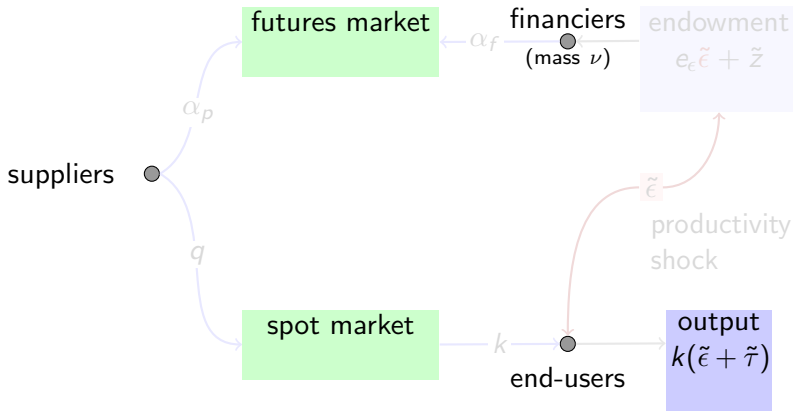 futures market
financiers
(mass ν)
α_f
endowment
e_ϵ ϵ̃ + z̃
α_p
suppliers
ϵ̃
productivity
shock
q
spot market
k
end-users
output
k(ϵ̃ + τ̃)